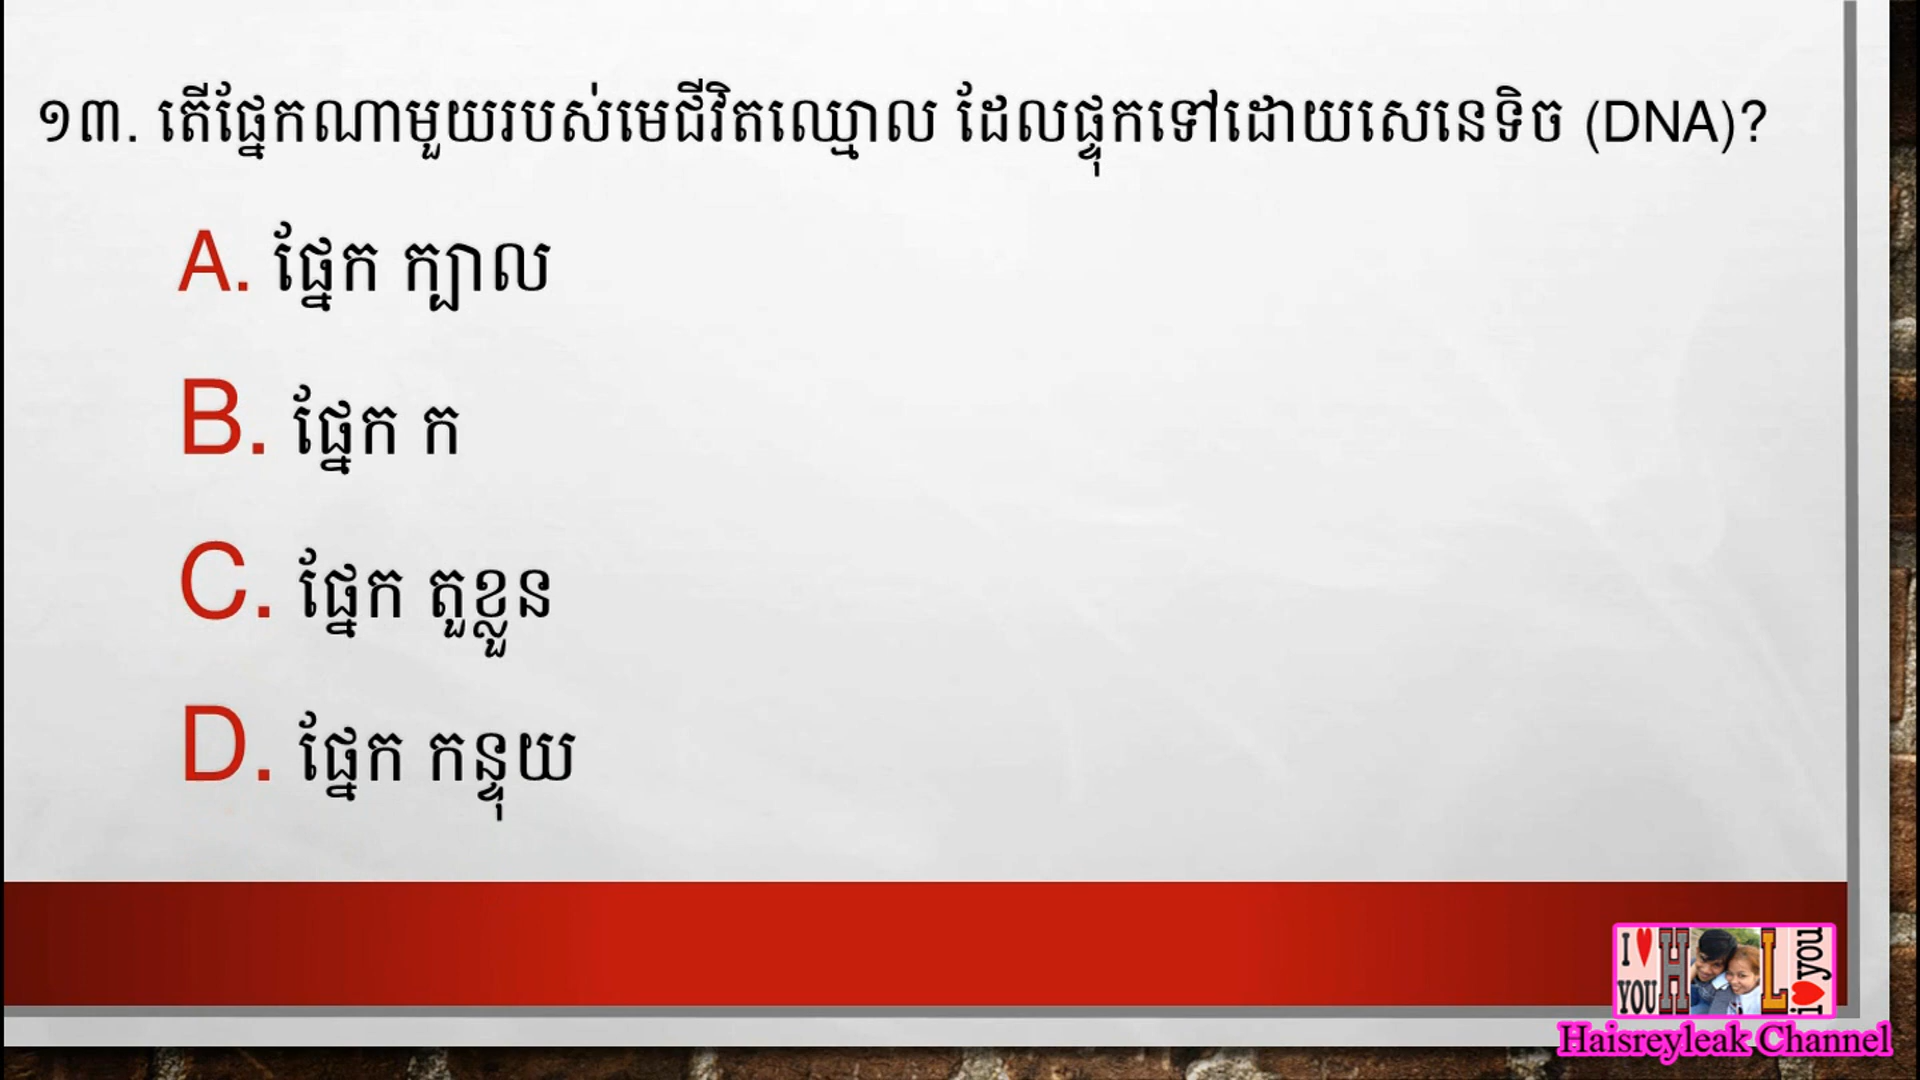 ១៣. តើផ្នែកណាមួយរបស់មេជីវិតឈ្មោល ដែលផ្ទុកទៅដោយសេនេទិច (DNA)?
A. ផ្នែក ក្បាល
B. ផ្នែក ក
C. ផ្នែក តួខ្លួន
D. ផ្នែក កន្ទុយ
I ♥ YOU H L i ♥ you
Haisreyleak Channel